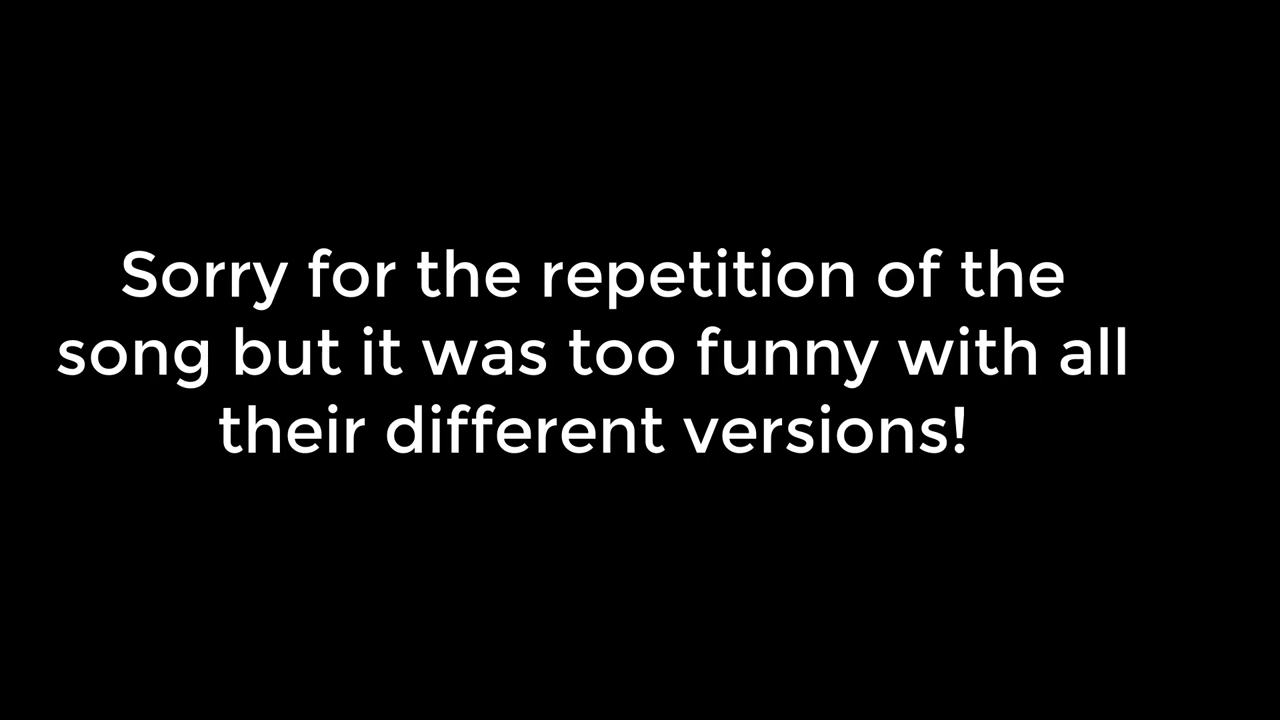 Sorry for the repetition of the
song but it was too funny with all
their different versions!